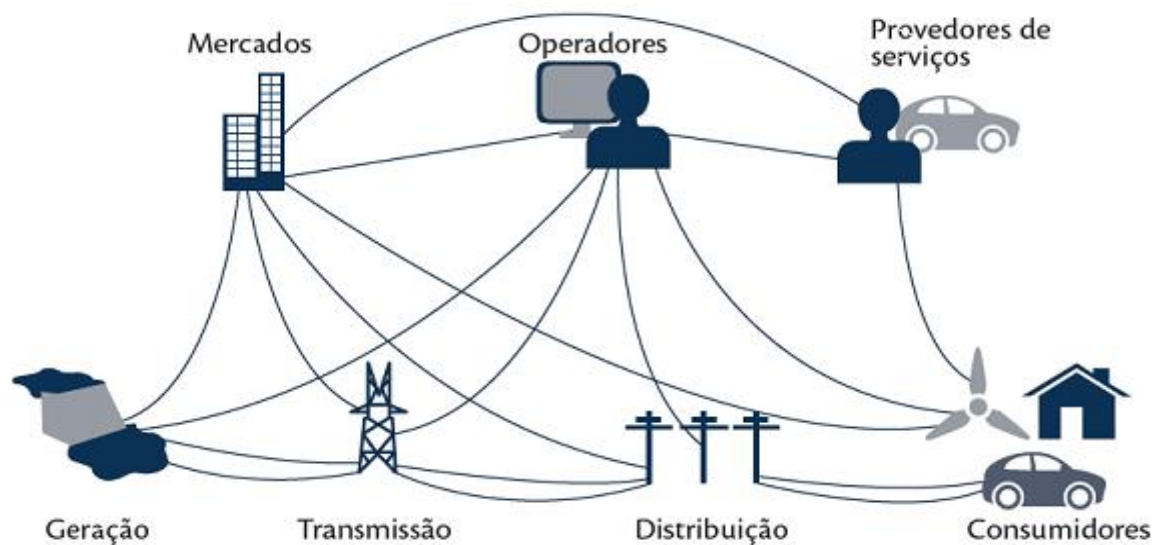 Mercados
Operadores
Provedores de
serviços
Geração
Transmissão
Distribuição
Consumidores